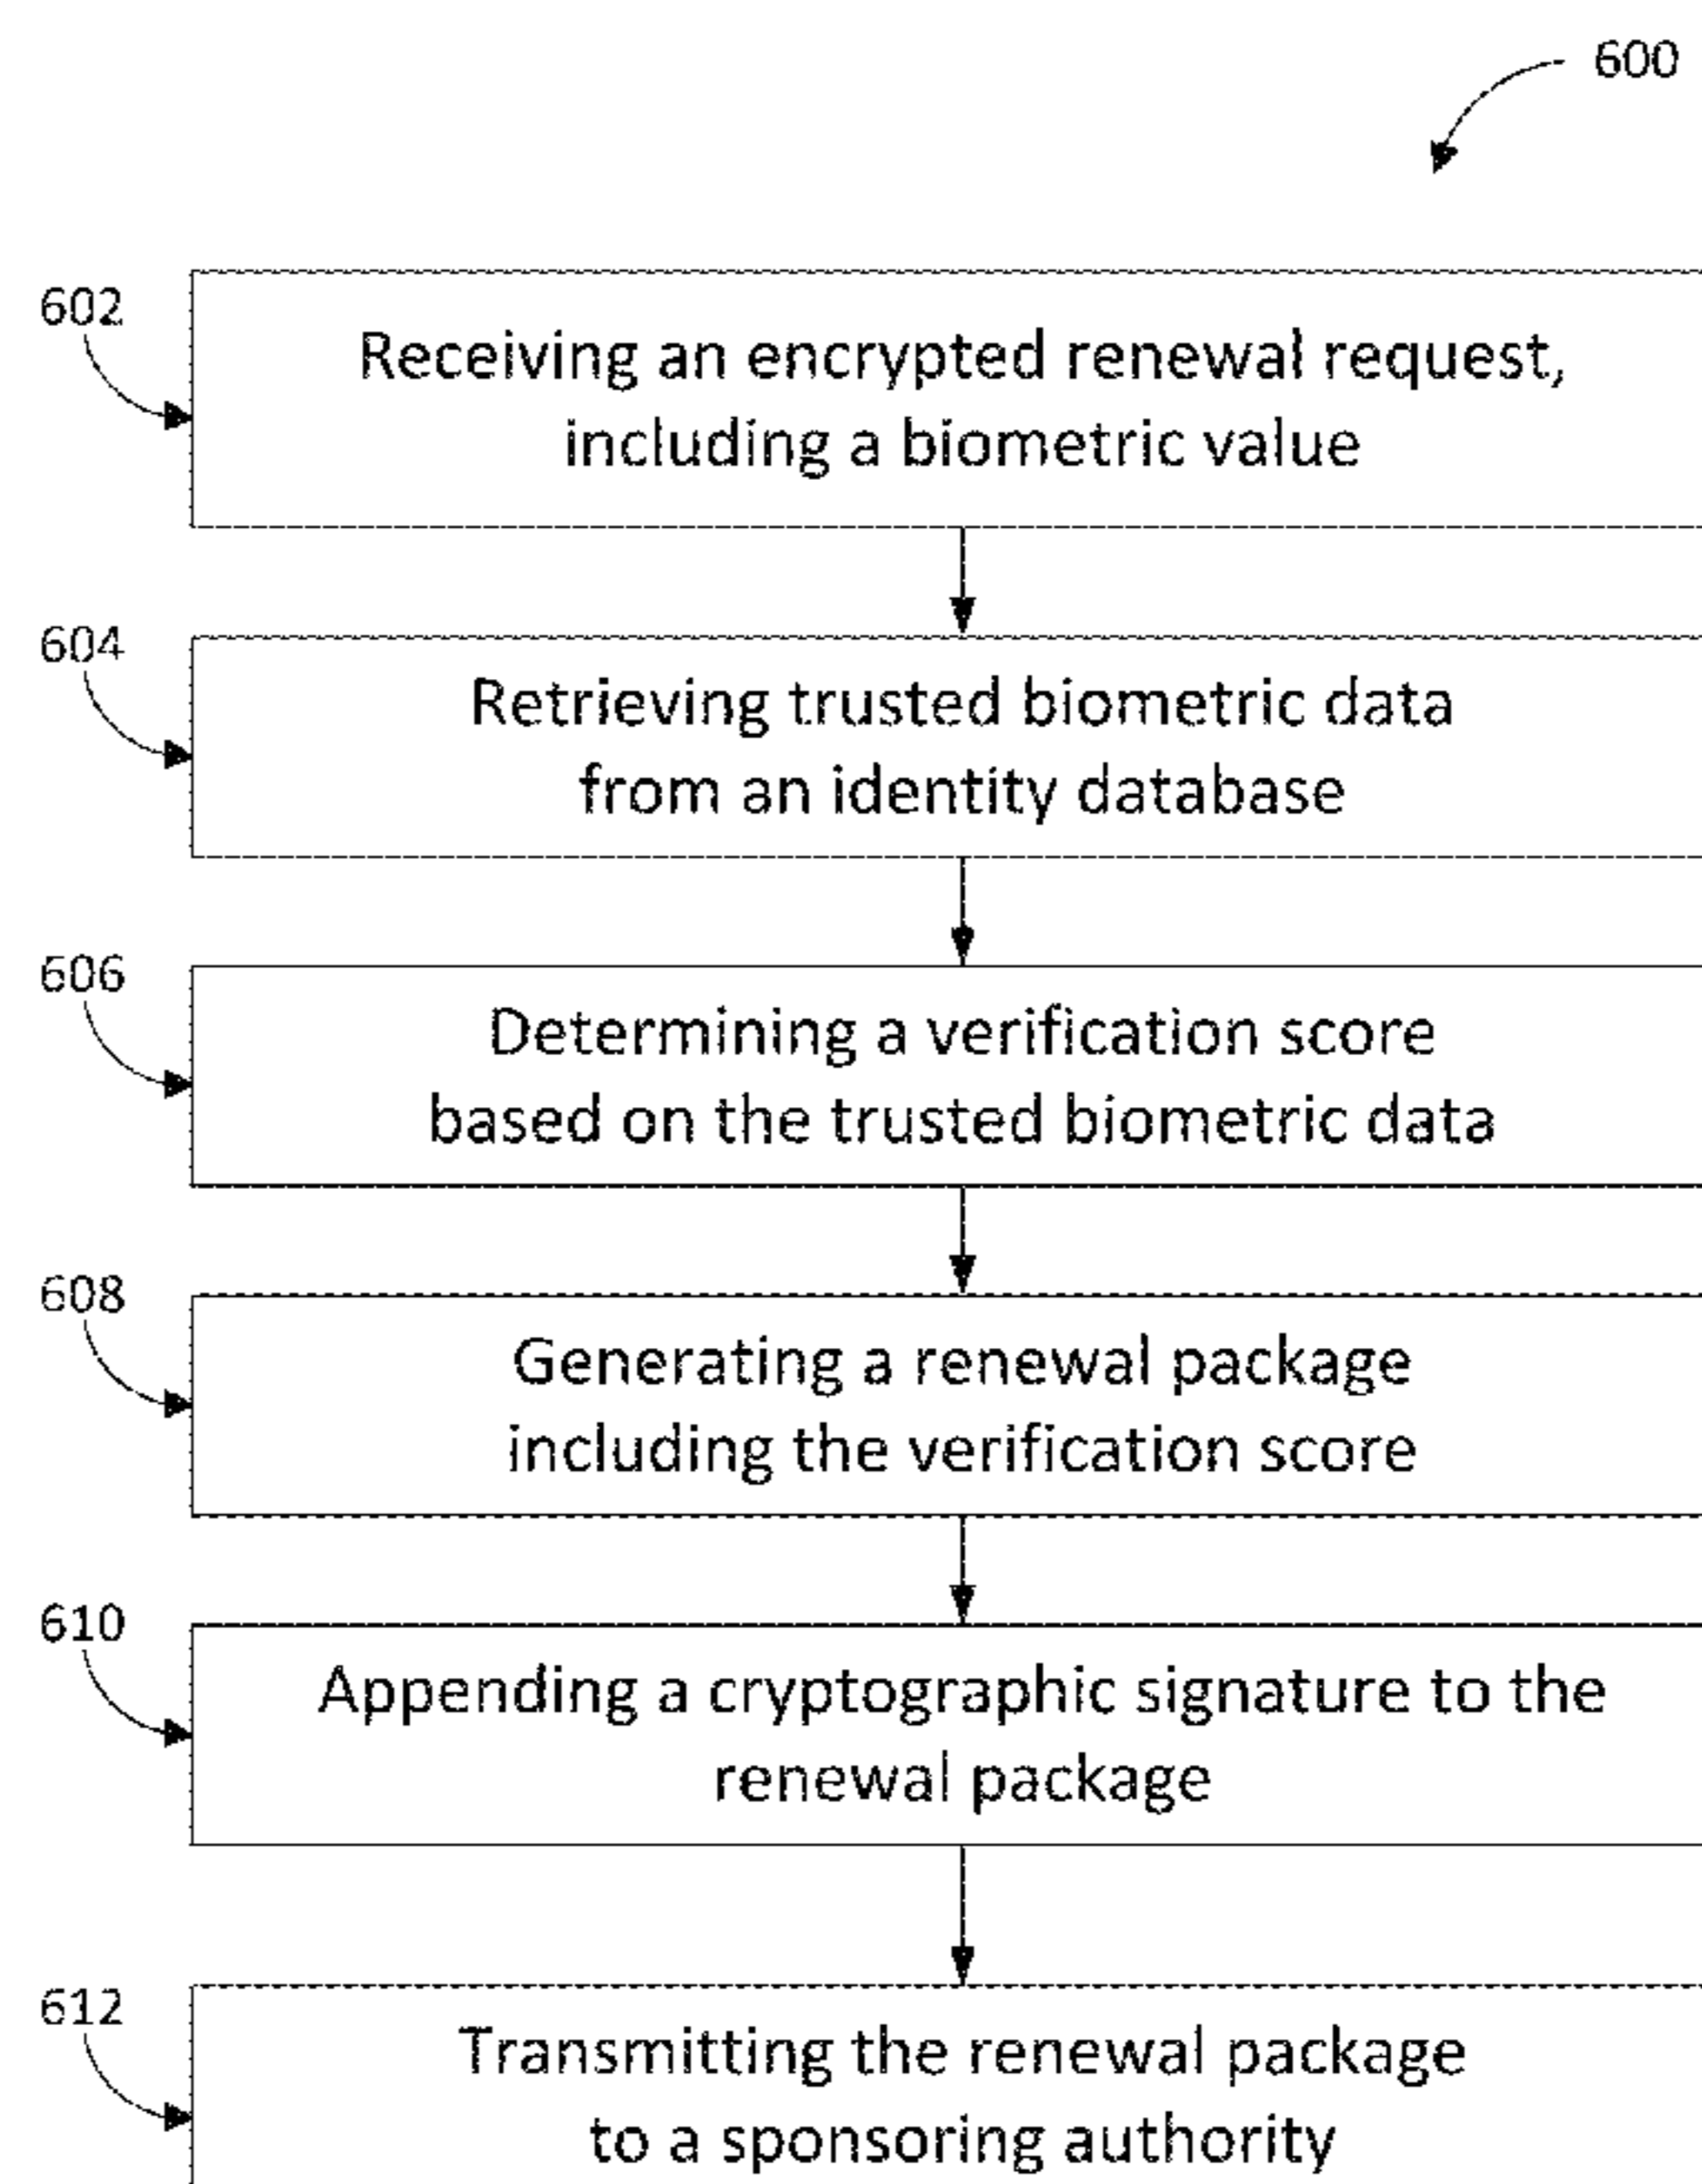 600
602
Receiving an encrypted renewal request,
including a biometric value
604
Retrieving trusted biometric data
from an identity database
606
Determining a verification score
based on the trusted biometric data
608
Generating a renewal package
including the verification score
610
Appending a cryptographic signature to the
renewal package
612
Transmitting the renewal package
to a sponsoring authority